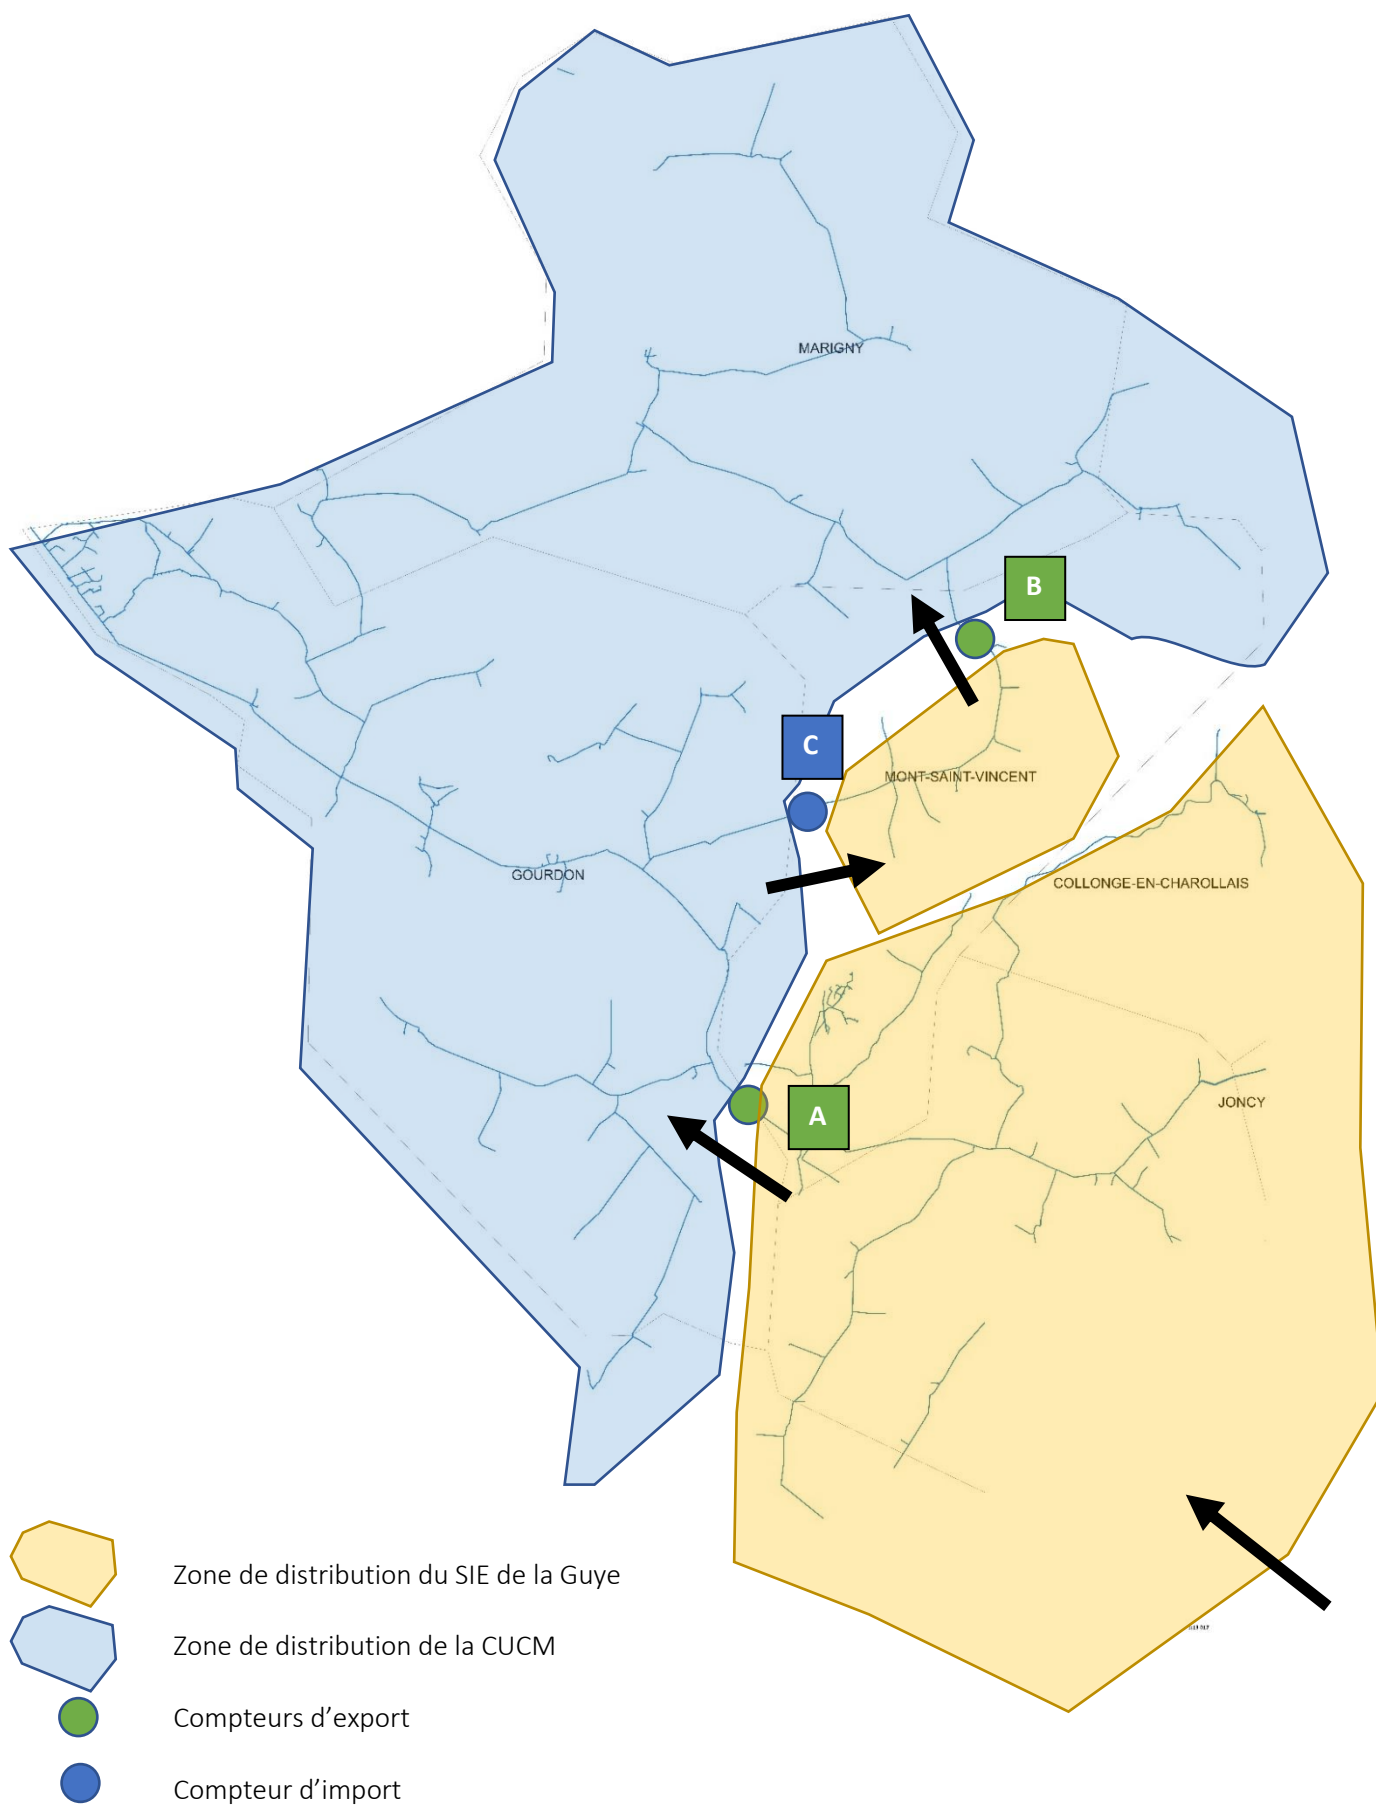 MARIGNY
B
C
MONT-SAINT-VINCENT
GOURDON
COLLONGE-EN-CHAROLLAIS
JONCY
A
Zone de distribution du SIE de la Guye
Zone de distribution de la CUCM
Compteurs d’export
Compteur d’import